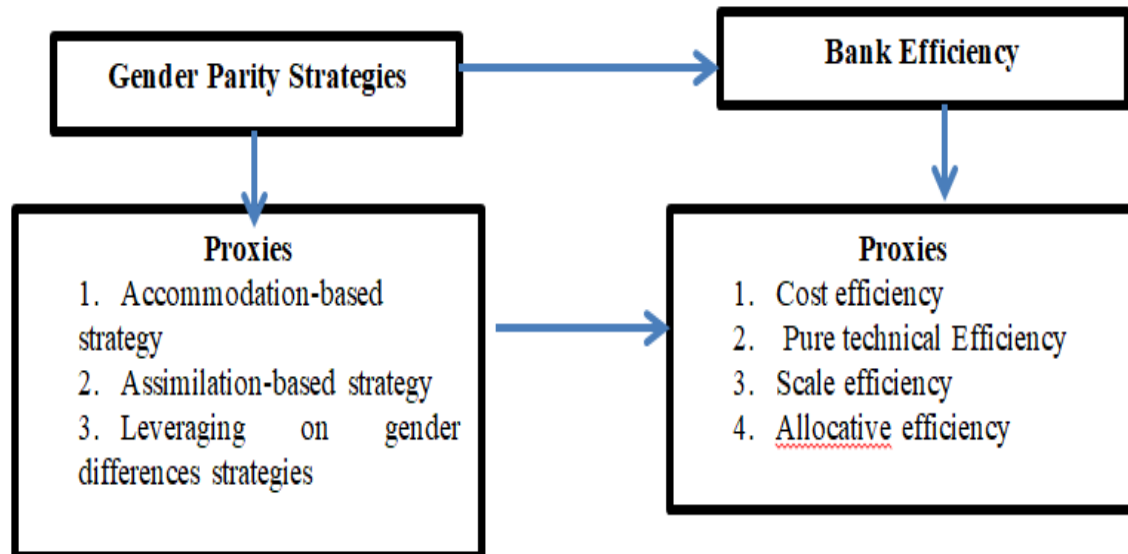 Gender Parity Strategies
Bank Efficiency
Proxies
1. Accommodation-based
strategy
2. Assimilation-based strategy
3. Leveraging on gender
differences strategies
Proxies
1. Cost efficiency
2. Pure technical Efficiency
3. Scale efficiency
4. Allocative efficiency